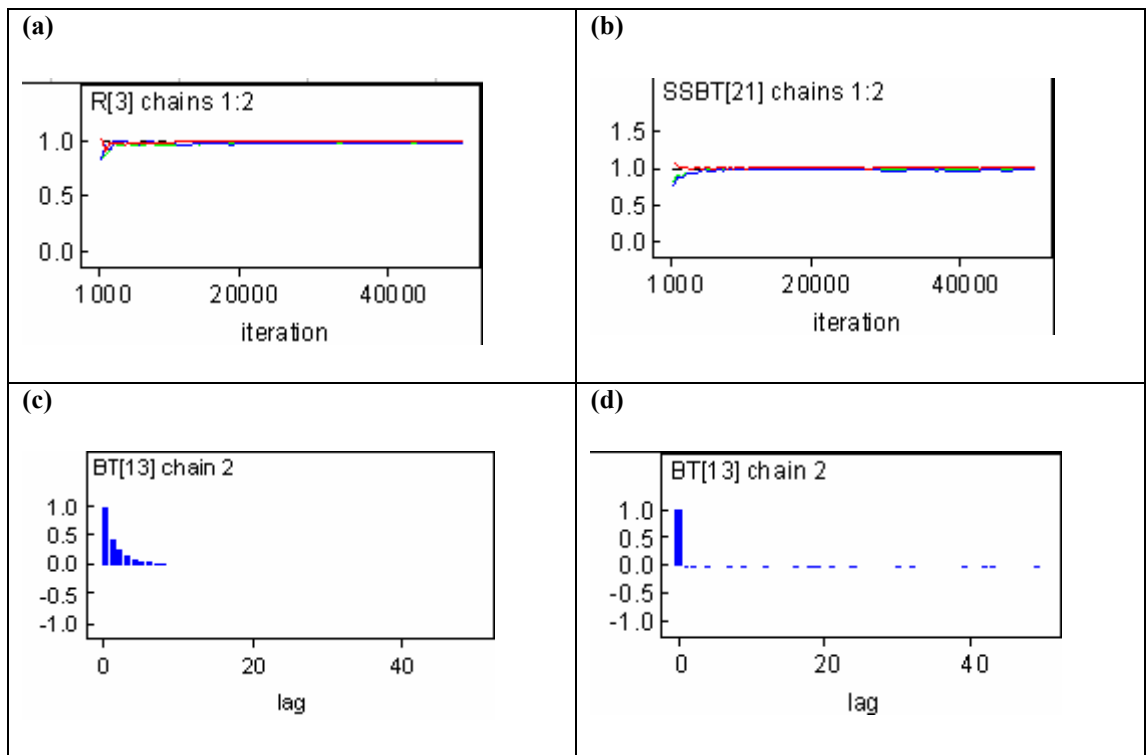 (a)
R[3] chains 1:2
1.0
0.5
0.0
1000 20000 40000
iteration
(b)
SSBT[21] chains 1:2
1.5
1.0
0.5
0.0
1000 20000 40000
iteration
(c)
BT[13] chain 2
1.0
0.5
0.0
-0.5
-1.0
0 20 40
lag
(d)
BT[13] chain 2
1.0
0.5
0.0
-0.5
-1.0
0 20 40
lag